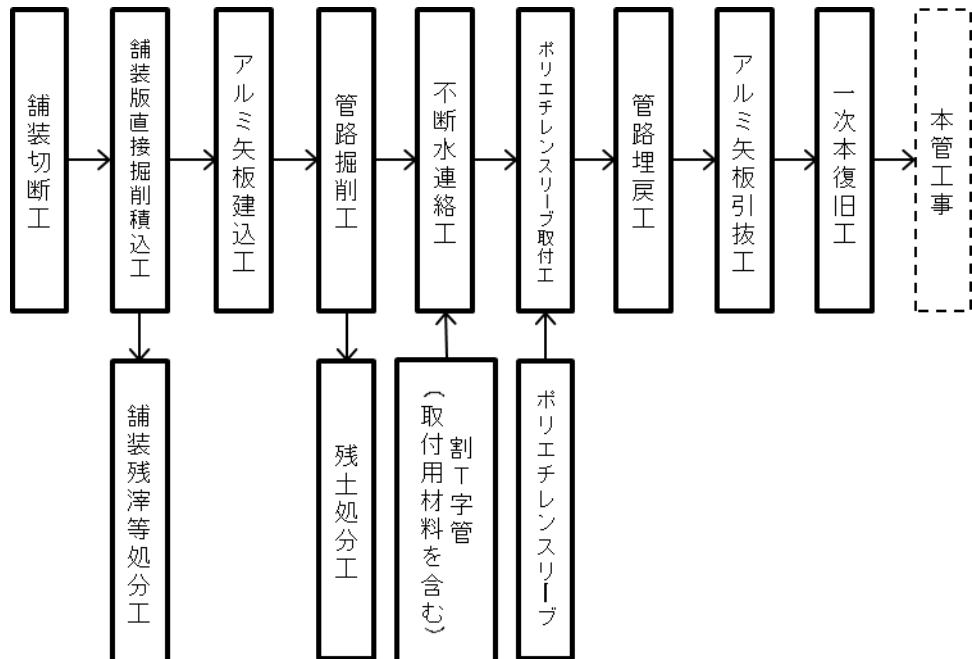 舗装切断工
舗装版直接掘削積込工
アルミ矢板建込工
管路掘削工
不断水連絡工
ポリエチレンスリーブ取付工
管路埋戻工
アルミ矢板引抜工
一次本復旧工
本管工事
舗装残滓等処分工
残土処分工
割T字管
(取付用材料を含む)
ポリエチレンスリーブ